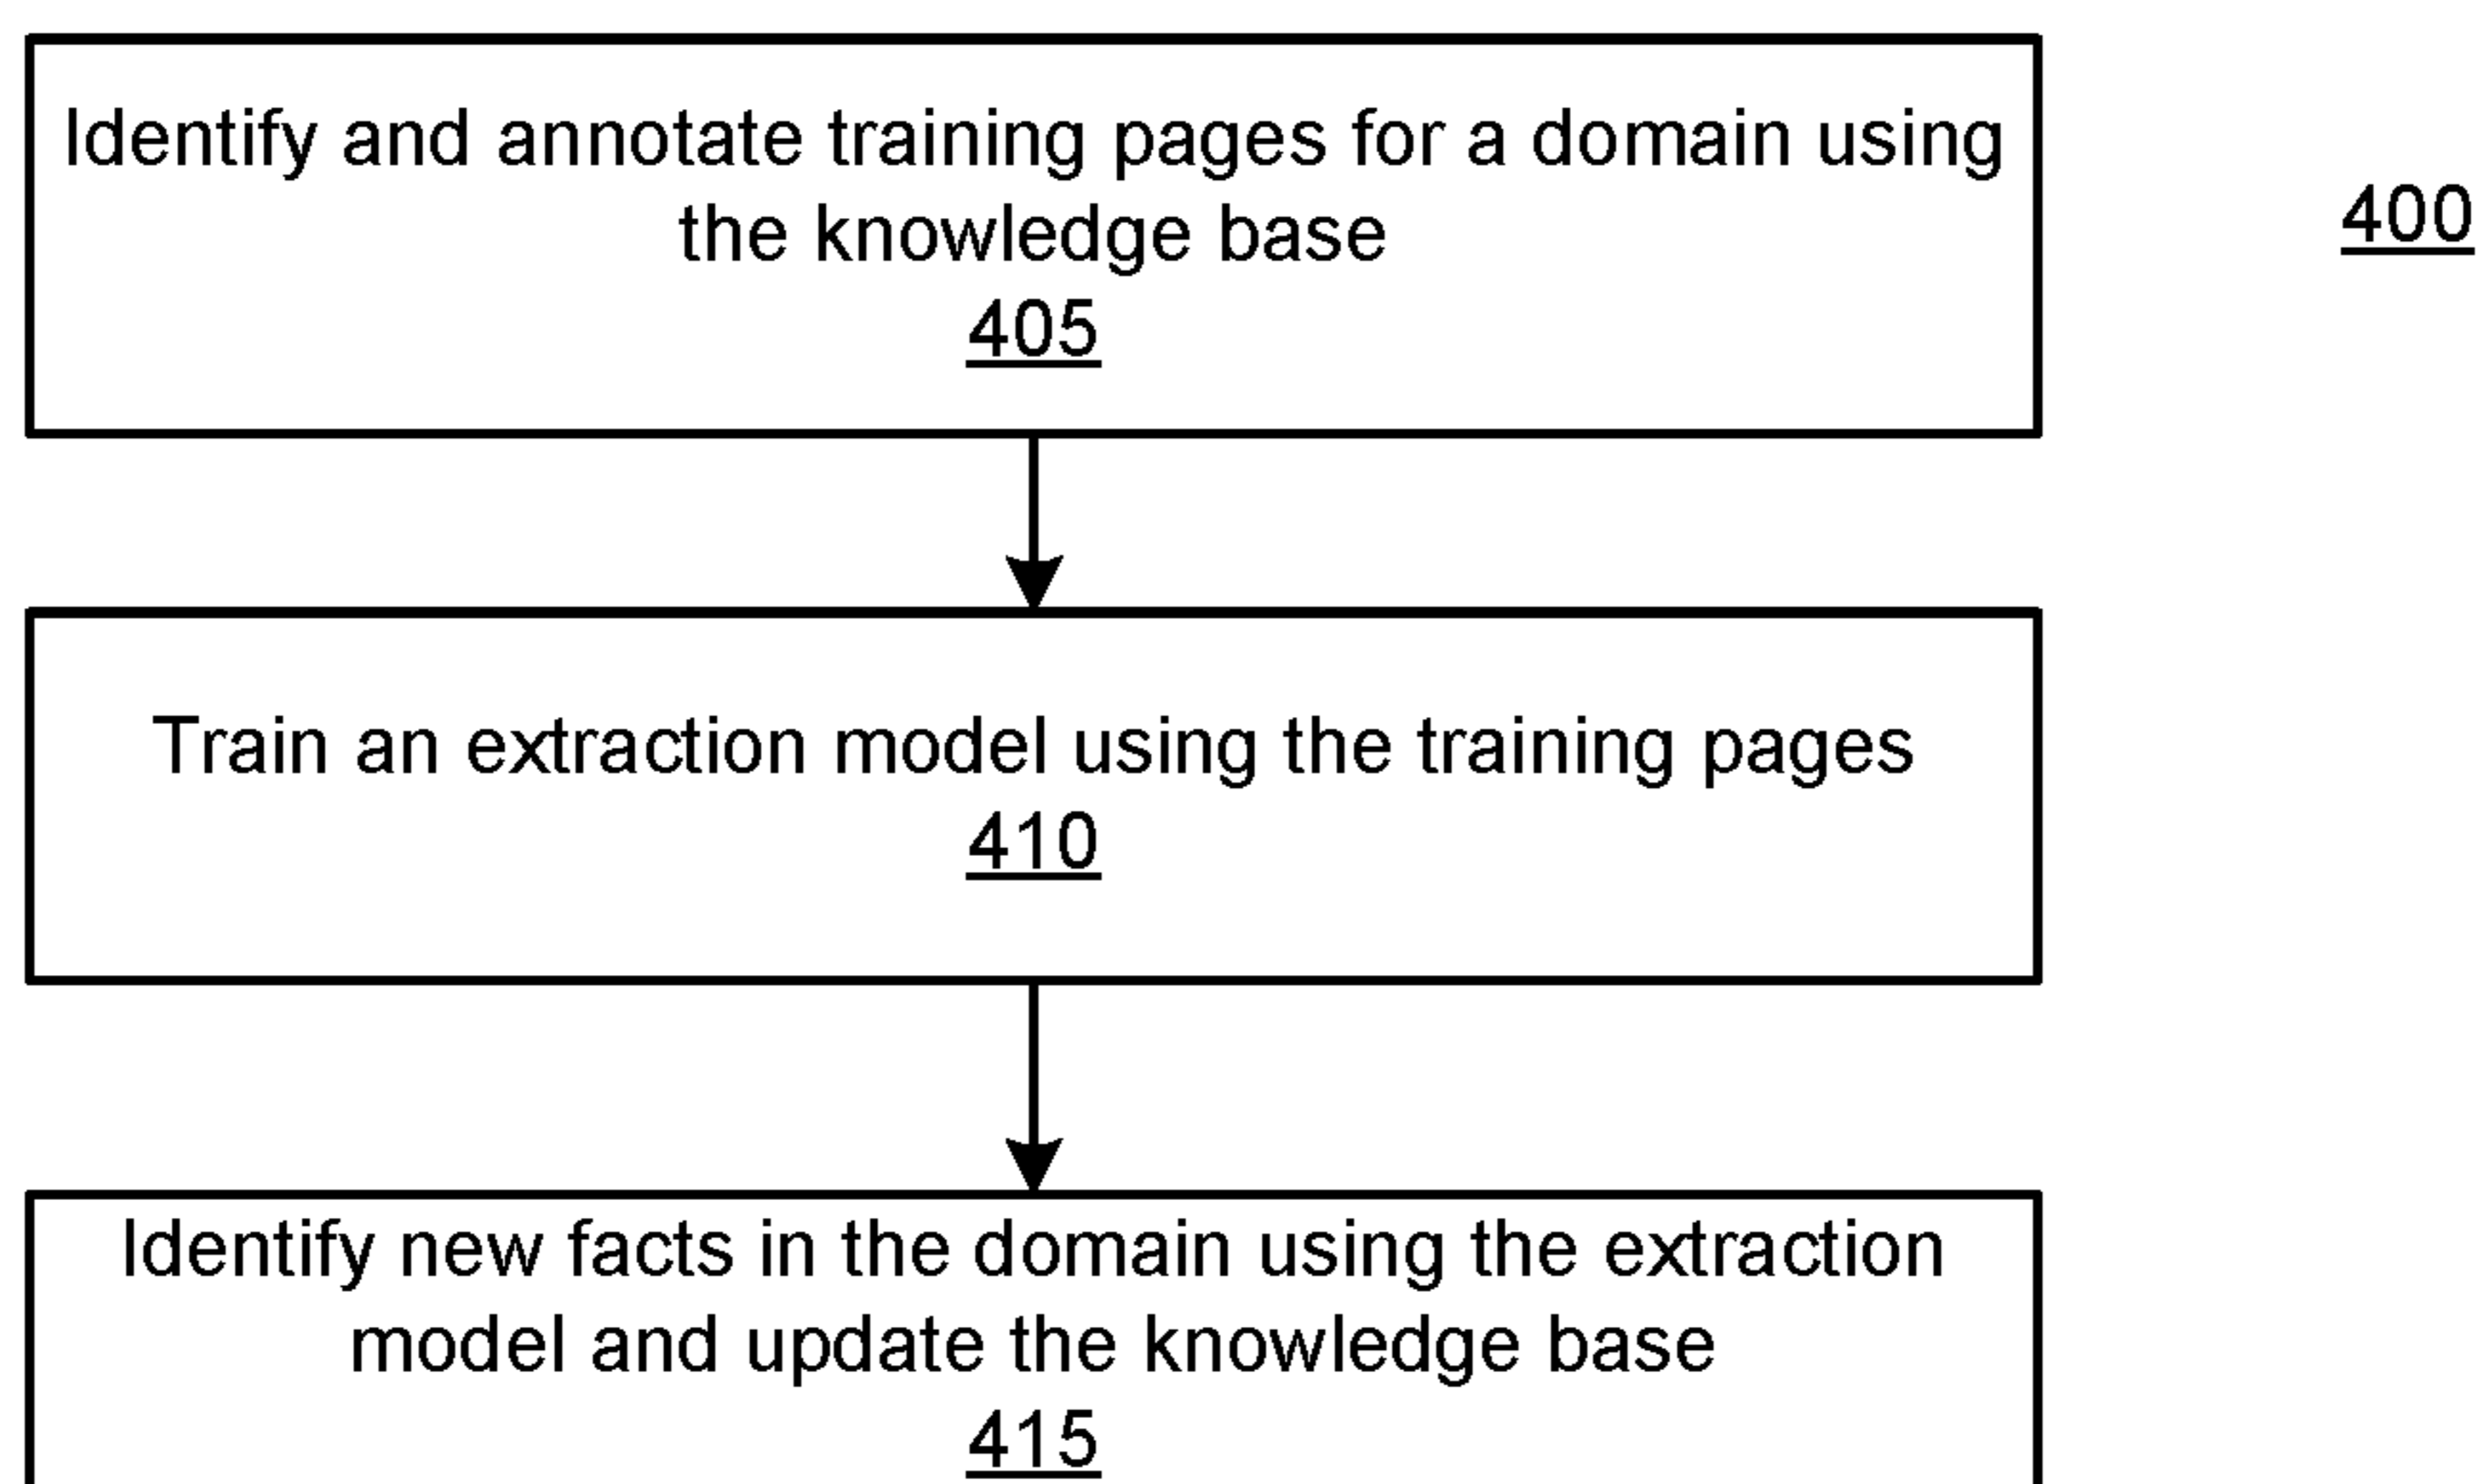 Identify and annotate training pages for a domain using
the knowledge base
405
400
Train an extraction model using the training pages
410
Identify new facts in the domain using the extraction
model and update the knowledge base
415